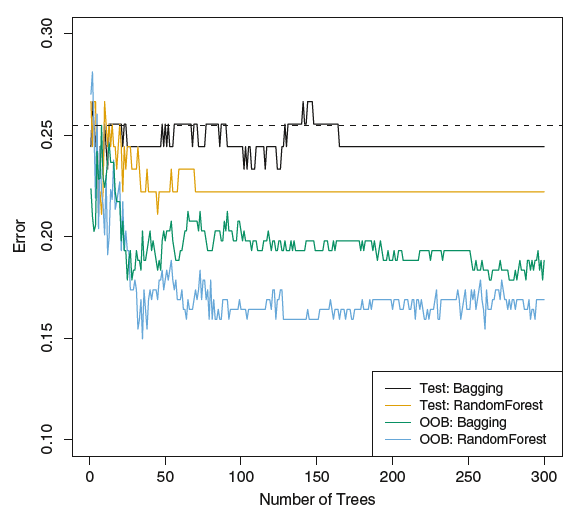 Error
0.30
0.25
0.20
0.15
0.10
Test: Bagging
Test: RandomForest
OOB: Bagging
OOB: RandomForest
0 50 100 150 200 250 300
Number of Trees